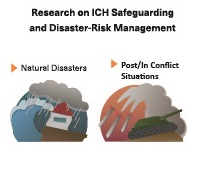 Research on ICH Safeguarding
and Disaster-Risk Management
Natural Disasters
Post/In Conflict
Situations